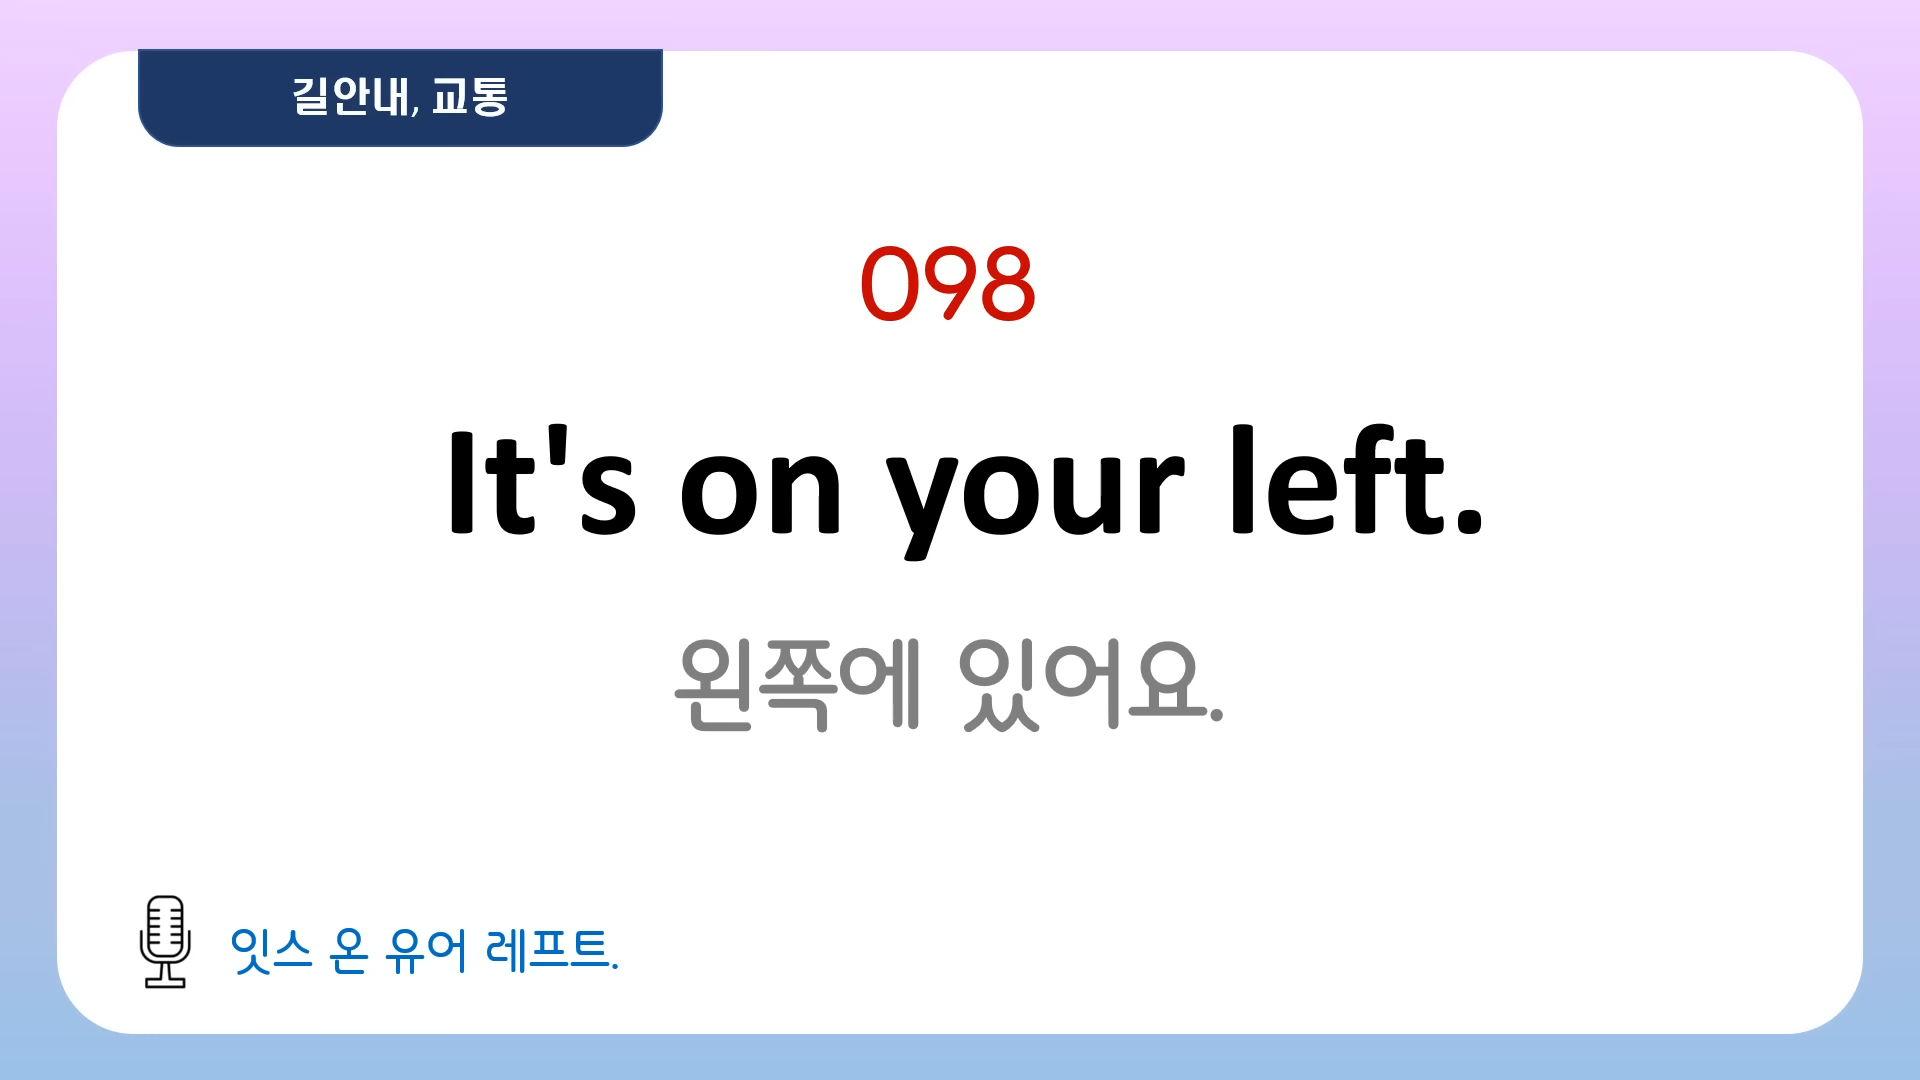 길안내, 교통
098
It's on your left.
왼쪽에 있어요.
잇스 온 유어 레프트.